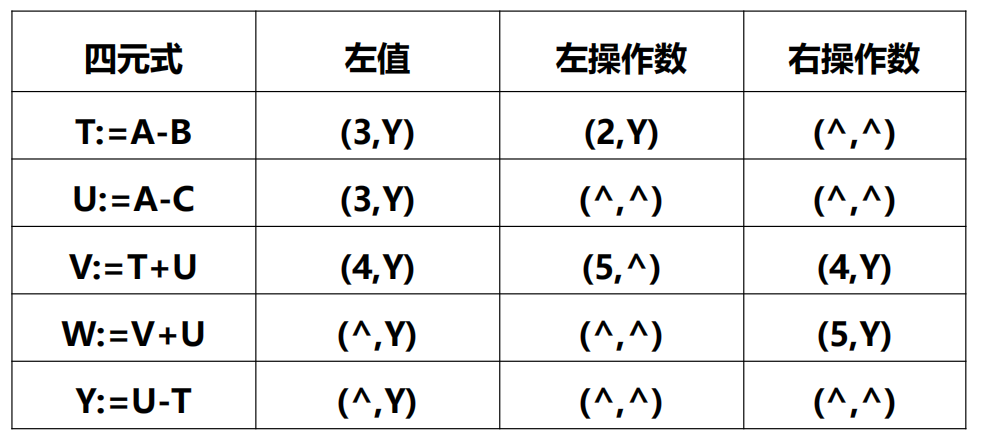 四元式 左值 左操作数 右操作数
T:=A-B (3,Y) (2,Y) (^,^)
U:=A-C (3,Y) (^,^) (^,^)
V:=T+U (4,Y) (5,^) (4,Y)
W:=V+U (^,Y) (^,^) (5,Y)
Y:=U-T (^,Y) (^,^) (^,^)